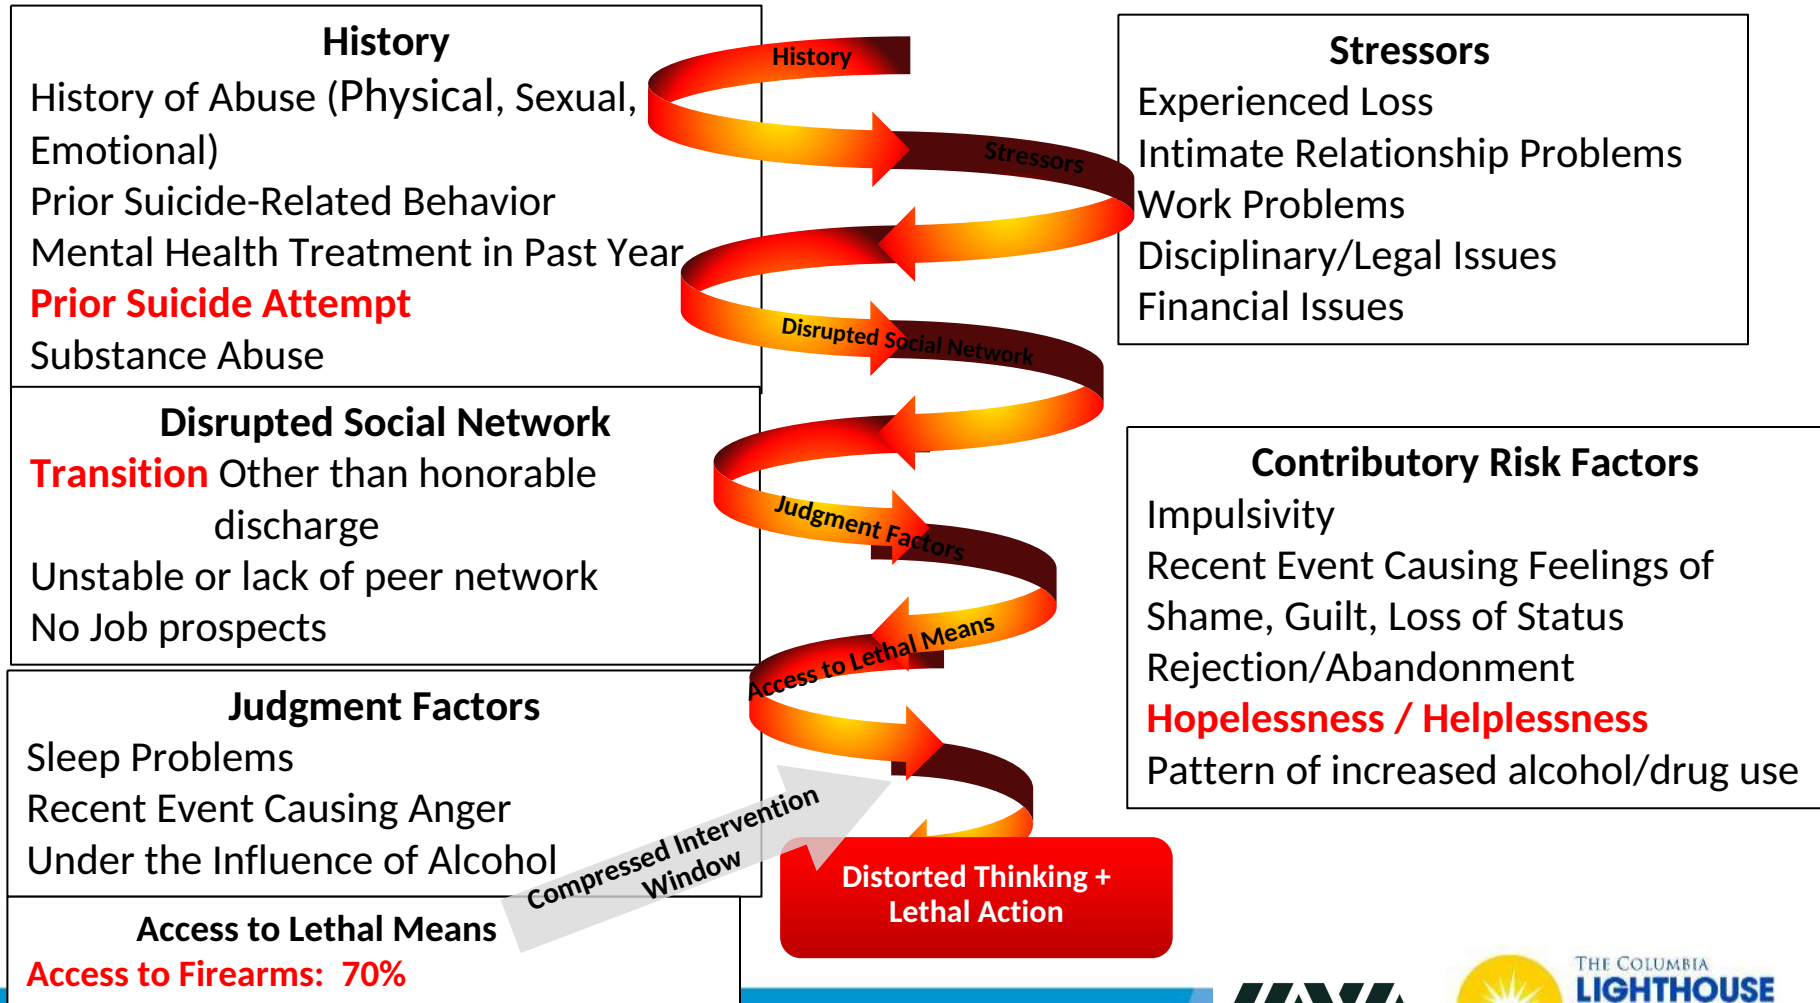 History
History of Abuse (Physical, Sexual,
Emotional)
Prior Suicide-Related Behavior
Mental Health Treatment in Past Year
Prior Suicide Attempt
Substance Abuse
Disrupted Social Network
Transition Other than honorable
discharge
Unstable or lack of peer network
No Job prospects
Judgment Factors
Sleep Problems
Recent Event Causing Anger
Under the Influence of Alcohol
Access to Lethal Means
Access to Firearms: 70%
History
Stressors
Disrupted Social Network
Judgment Factors
Access to Lethal Means
Compressed Intervention
Window
Distorted Thinking +
Lethal Action
Stressors
Experienced Loss
Intimate Relationship Problems
Work Problems
Disciplinary/Legal Issues
Financial Issues
Contributory Risk Factors
Impulsivity
Recent Event Causing Feelings of
Shame, Guilt, Loss of Status
Rejection/Abandonment
Hopelessness / Helplessness
Pattern of increased alcohol/drug use
THE COLUMBIA
LIGHTHOUSE